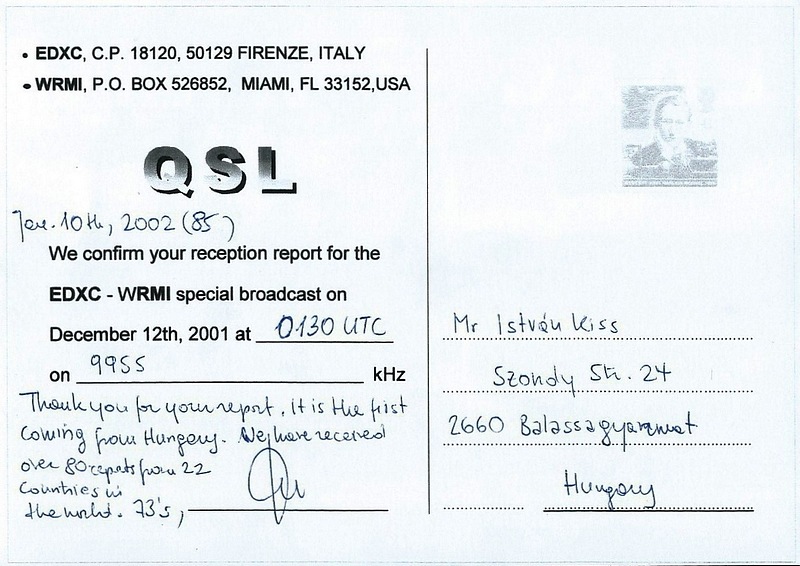 • EDXC, C.P. 18120, 50129 FIRENZE, ITALY
• WRMI, P.O. BOX 526852, MIAMI, FL 33152,USA
QSL
Jan. 10th, 2002 (85)
We confirm your reception report for the
EDXC - WRMI special broadcast on
December 12th, 2001 at 0130 UTC
on 9955 kHz
Thank you for your report. It is the first
coming from Hungary. We have received
over 80 reports from 22
countries in
the world. 73's,
Mr István Kiss
Szondy Str. 24
2660 Balassagyarmat
Hungary